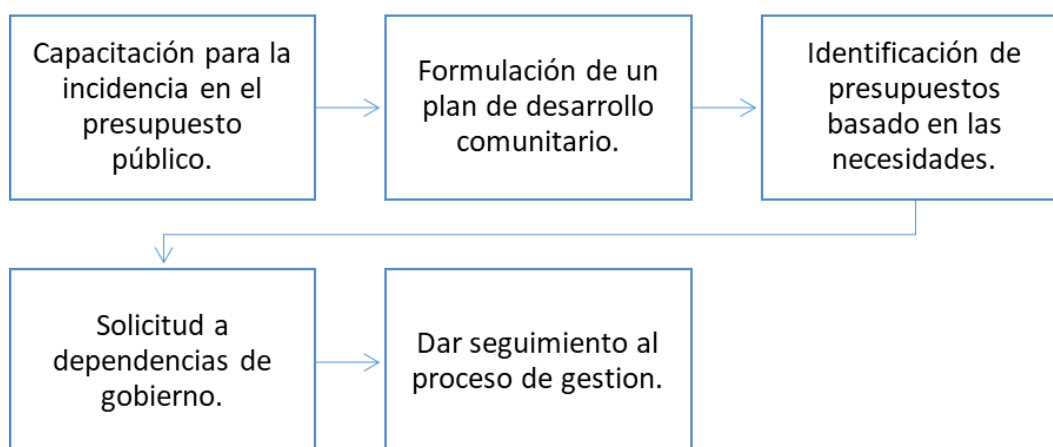 Capacitación para la
incidencia en el
presupuesto
público.
Formulación de un
plan de desarrollo
comunitario.
Identificación de
presupuestos
basado en las
necesidades.
Solicitud a
dependencias de
gobierno.
Dar seguimiento al
proceso de gestion.